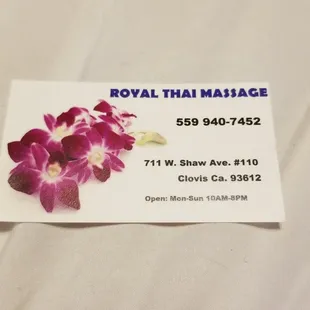 ROYAL THAI MASSAGE
559 940-7452
711 W. Shaw Ave. #110
Clovis Ca. 93612
Open: Mon-Sun 10AM-8PM